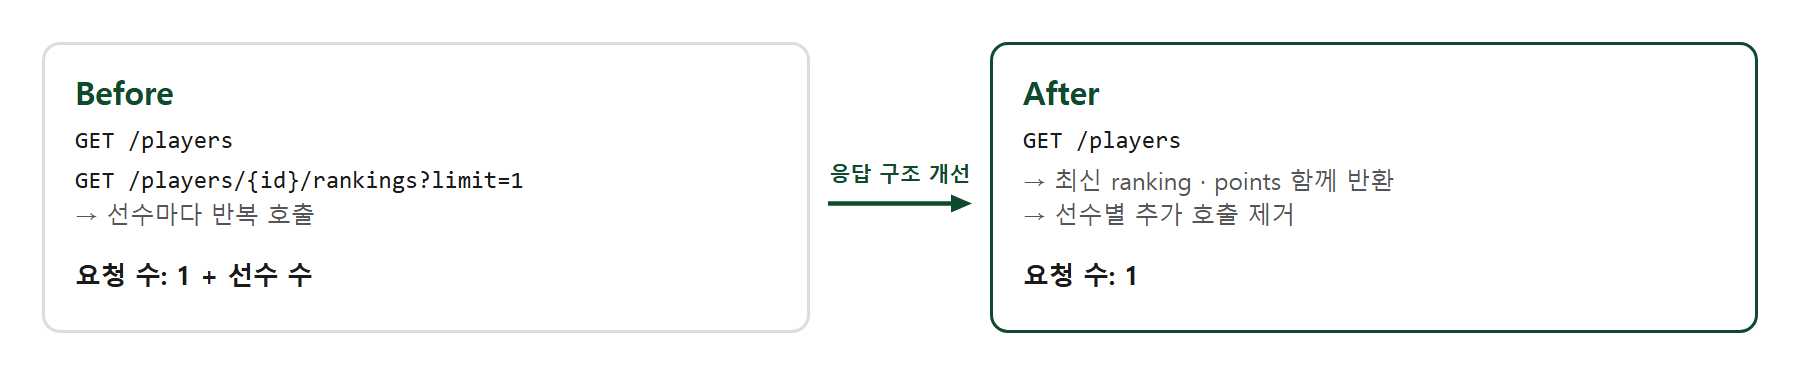 Before
GET /players
GET /players/{id}/rankings?limit=1
→ 선수마다 반복 호출
요청 수: 1 + 선수 수
응답 구조 개선
After
GET /players
→ 최신 ranking · points 함께 반환
→ 선수별 추가 호출 제거
요청 수: 1